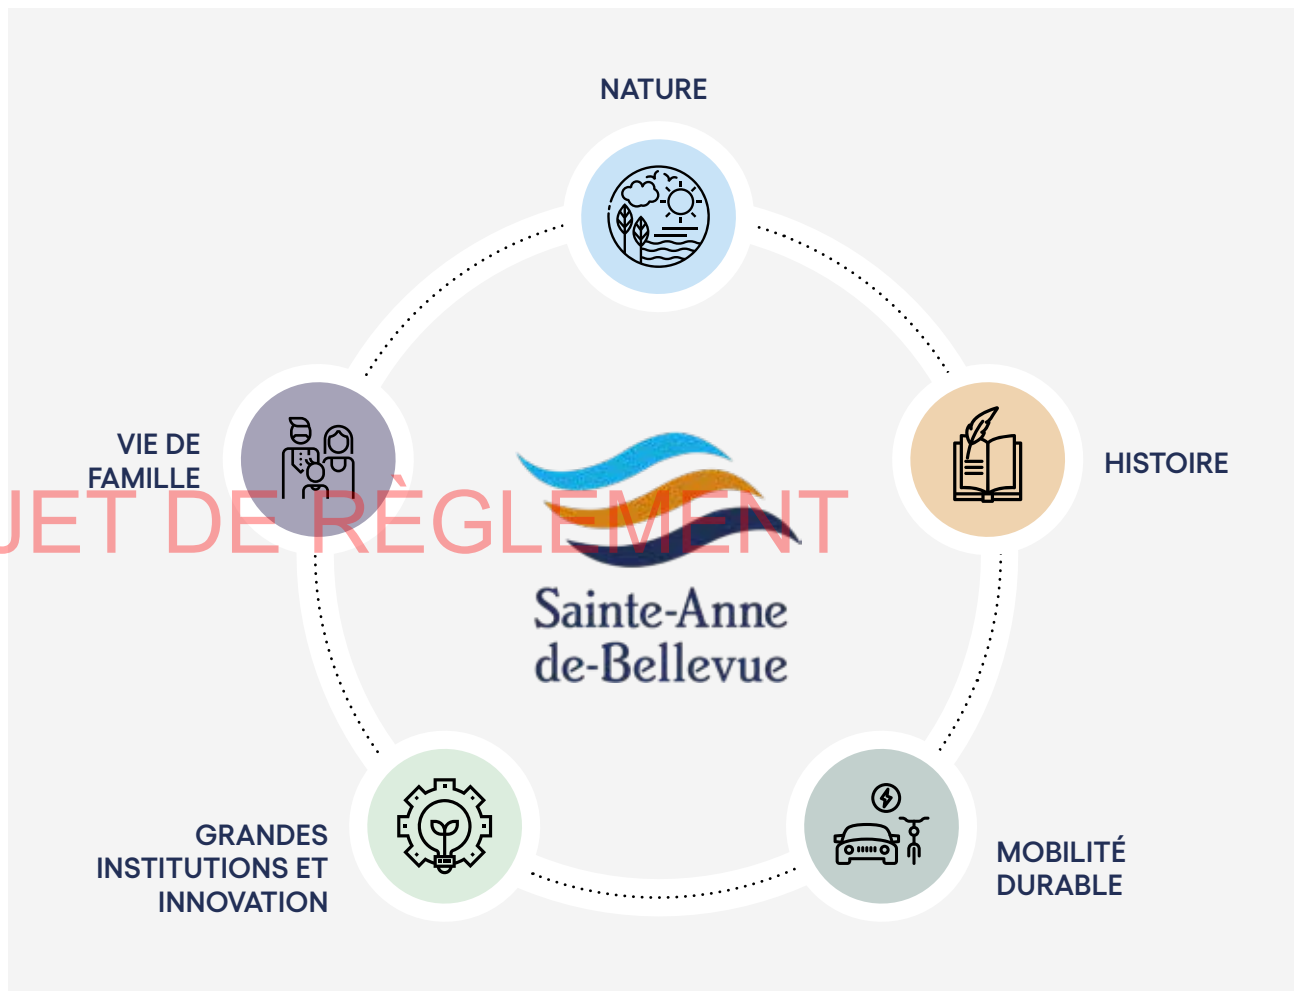 NATURE
VIE DE
FAMILLE
HISTOIRE
JET DE RÈGLEMENT
Sainte-Anne
de-Bellevue
GRANDES
INSTITUTIONS ET
INNOVATION
MOBILITÉ
DURABLE